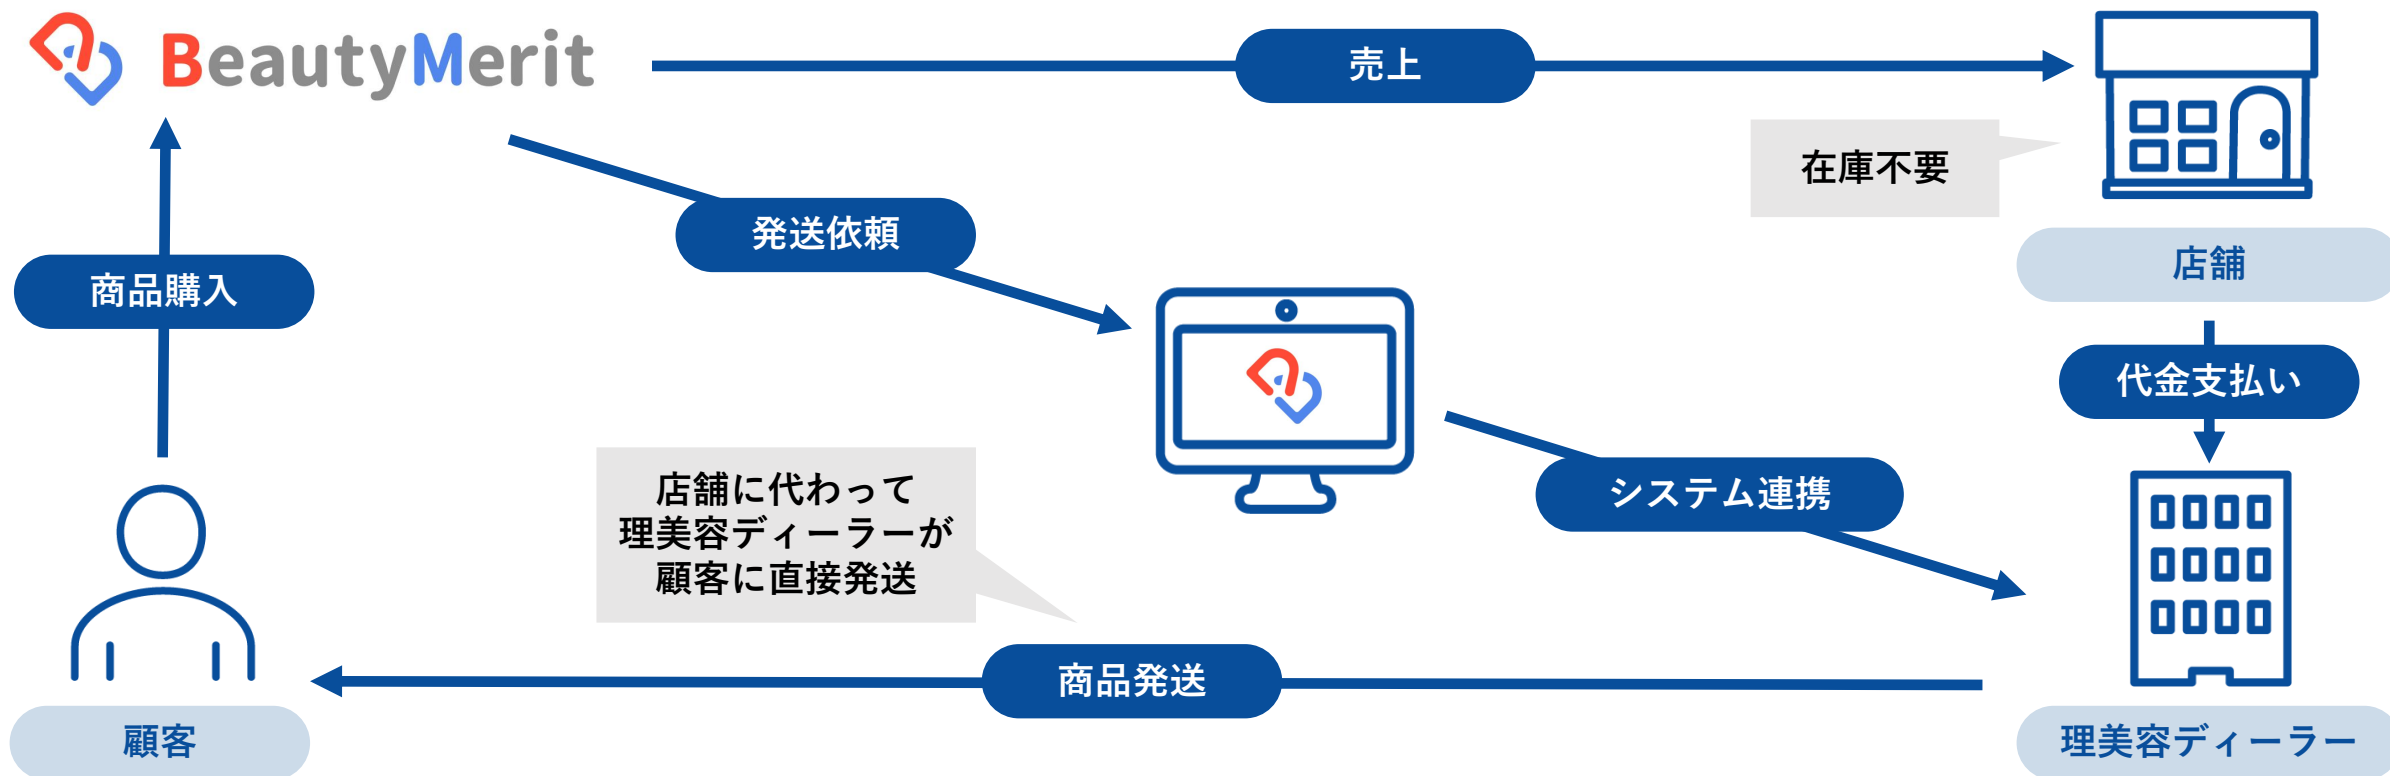 BeautyMerit
売上
在庫不要
発送依頼
店舗
商品購入
代金支払い
店舗に代わって
理美容ディーラーが
顧客に直接発送
システム連携
商品発送
顧客
理美容ディーラー